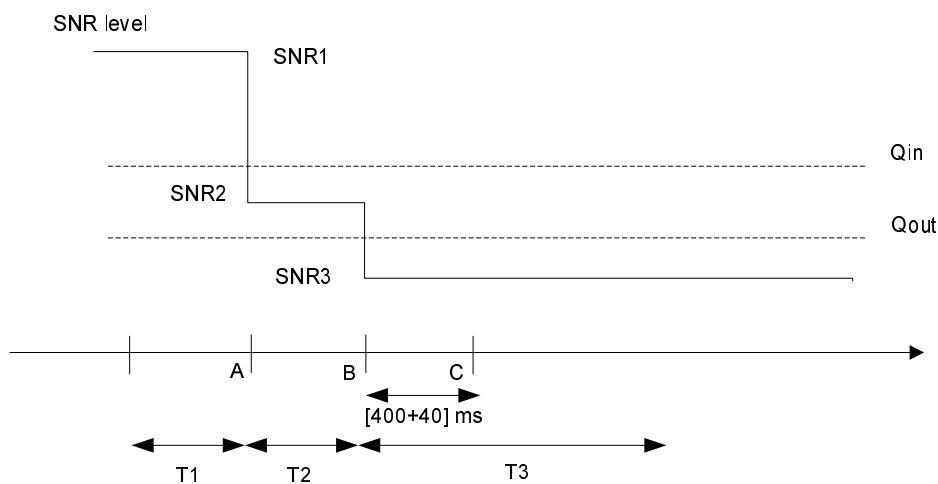 SNR level
SNR1
Qin
SNR2
Qout
SNR3
A
B
C
[400+40] ms
T1
T2
T3